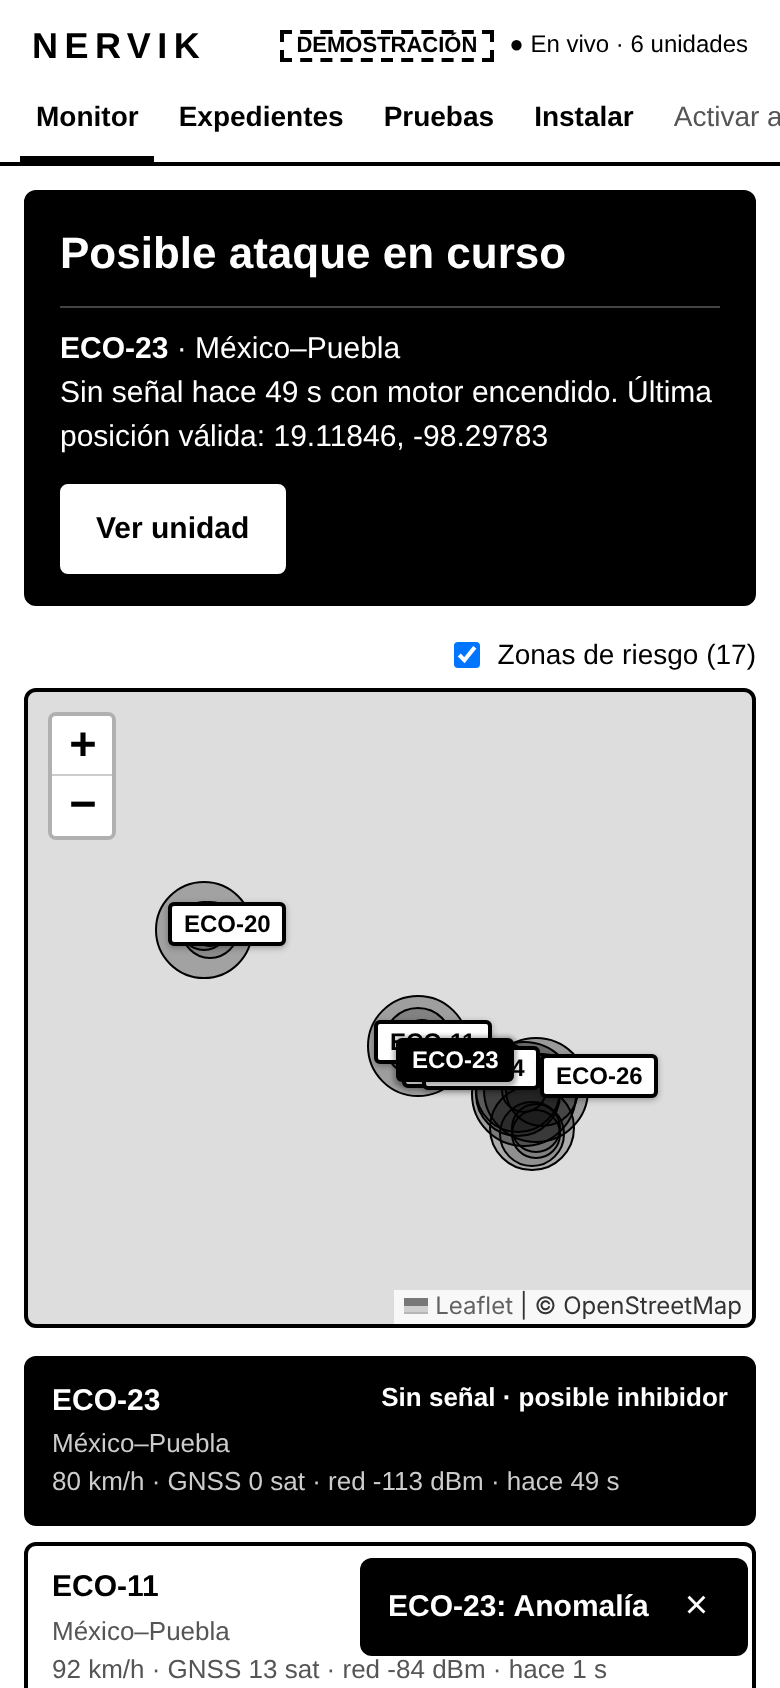 NERVIK
DEMOSTRACIÓN
● En vivo · 6 unidades
Monitor
Expedientes
Pruebas
Instalar
Activar a
Posible ataque en curso
ECO-23 · México–Puebla
Sin señal hace 49 s con motor encendido. Última
posición válida: 19.11846, -98.29783
Ver unidad
Zonas de riesgo (17)
+
−
ECO-20
ECO-11
ECO-23
4
ECO-26
Leaflet | © OpenStreetMap
ECO-23
Sin señal · posible inhibidor
México–Puebla
80 km/h · GNSS 0 sat · red -113 dBm · hace 49 s
ECO-11
ECO-23: Anomalía ✕
México–Puebla
92 km/h · GNSS 13 sat · red -84 dBm · hace 1 s